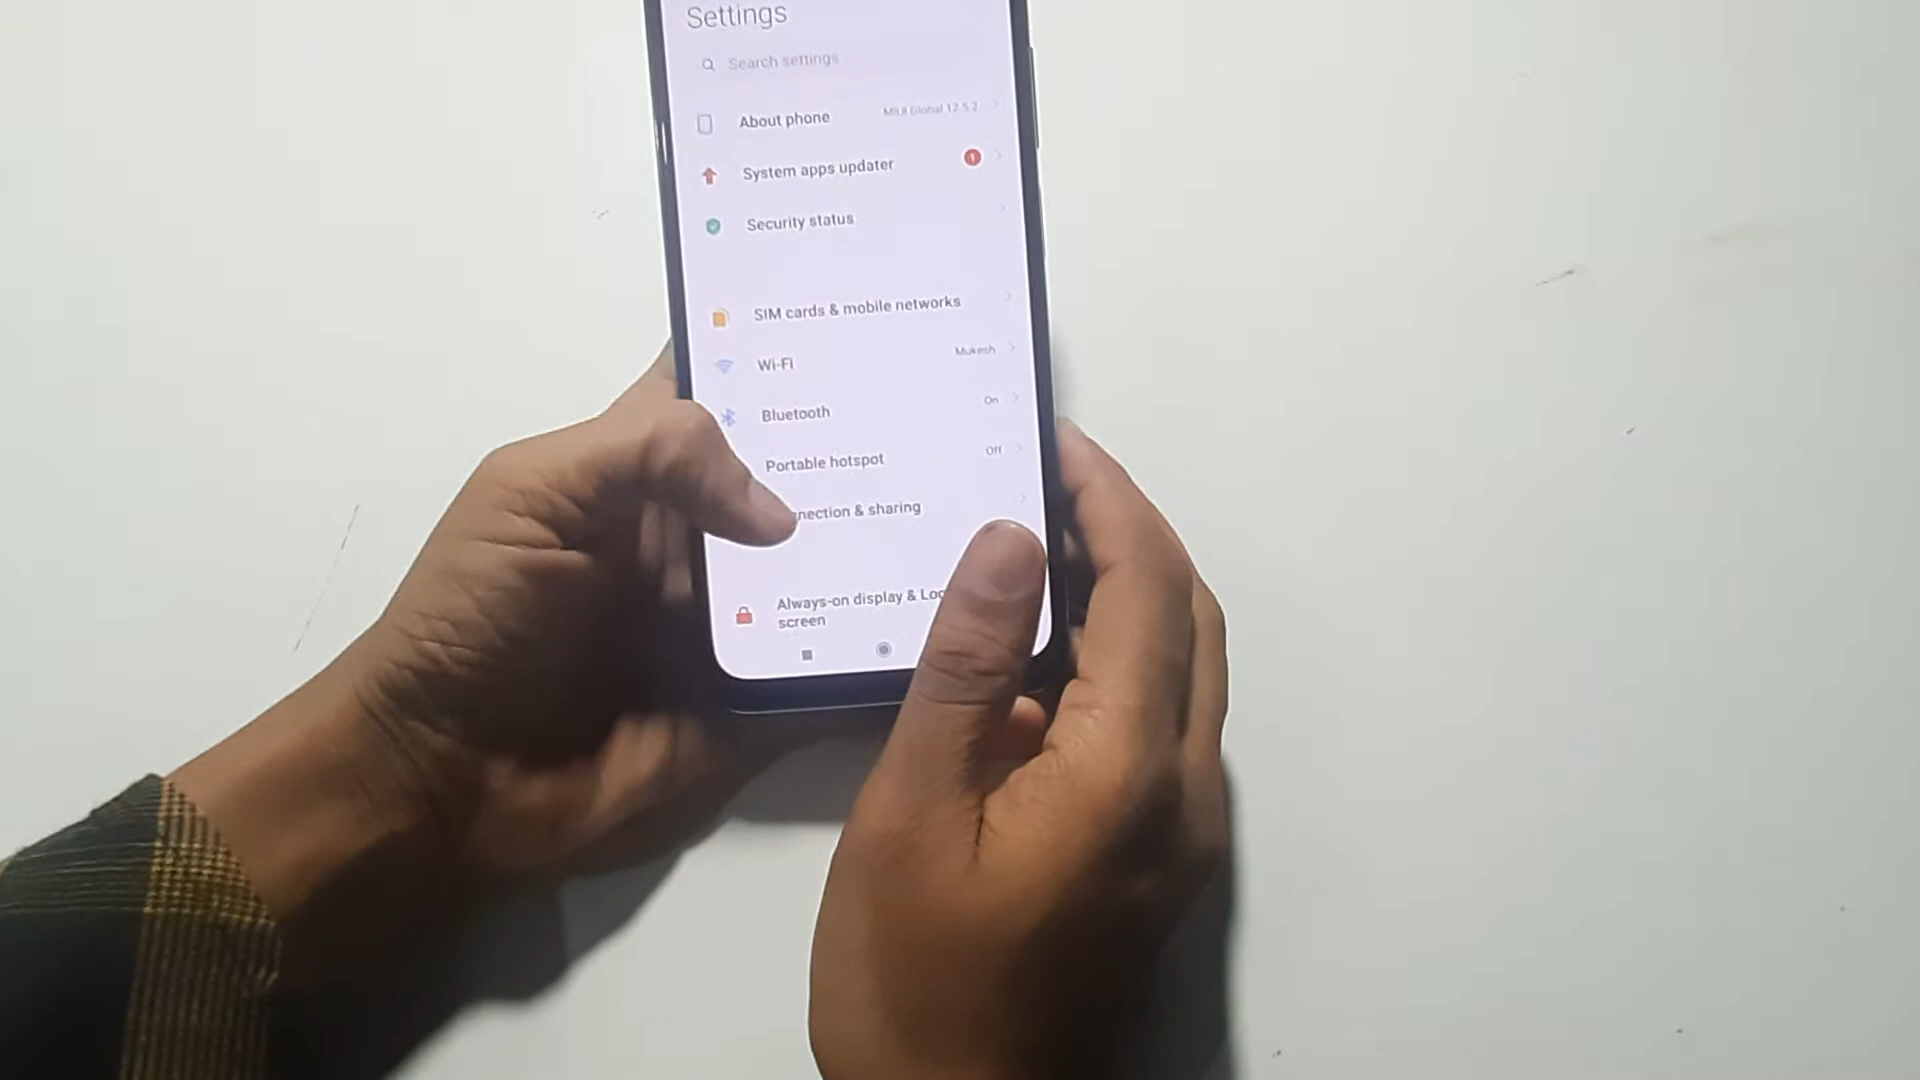 Settings
Search settings
About phone
MIUI Global 12.5.2
System apps updater
1
Security status
SIM cards & mobile networks
Wi-Fi
Mukesh
Bluetooth
On
Portable hotspot
Off
nection & sharing
Always-on display & Loc
screen